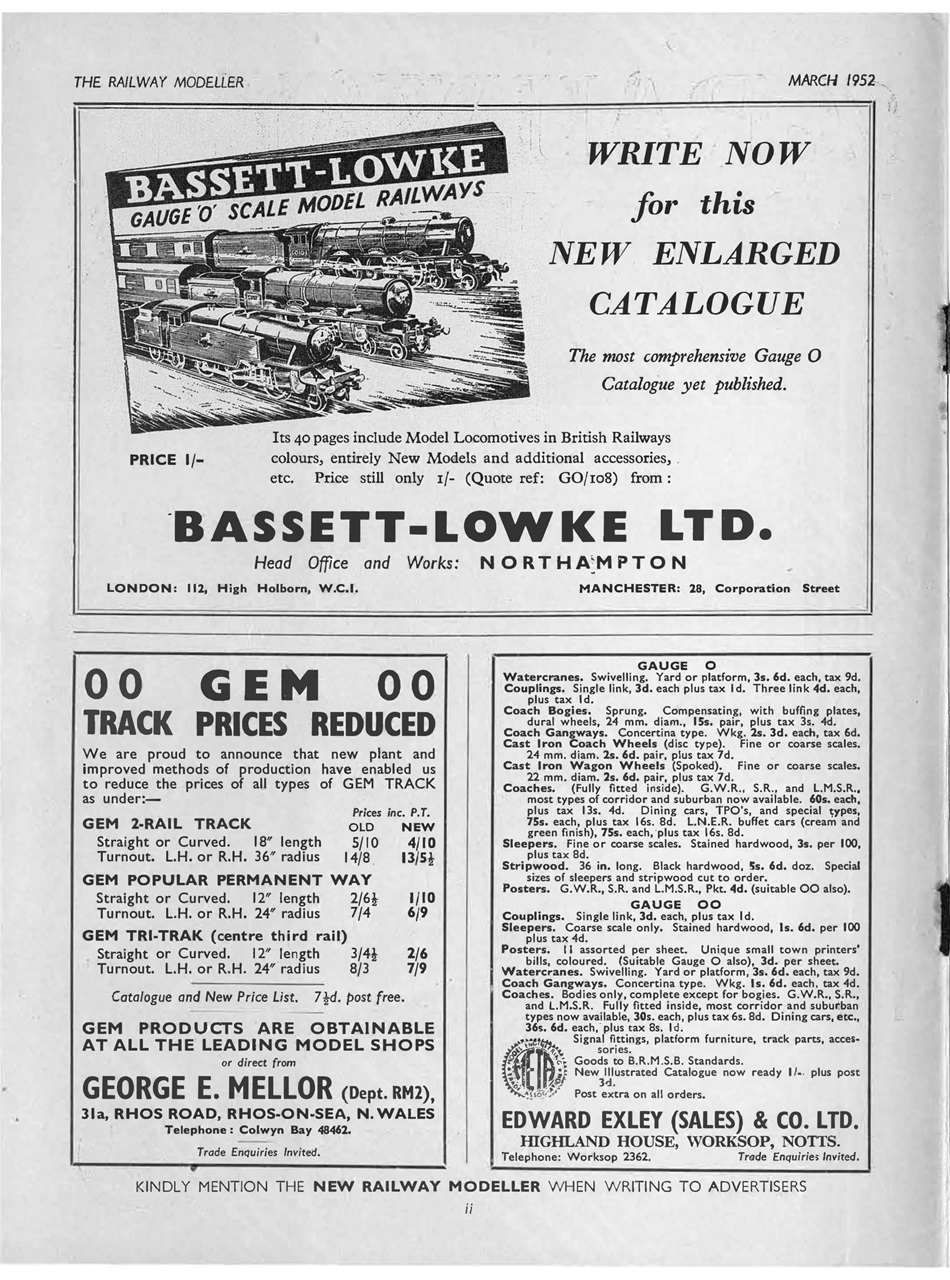 THE RAILWAY MODELLER
MARCH 1952
BASSETT-LOWKE
GAUGE 'O' SCALE MODEL RAILWAYS
WRITE NOW
for this
NEW ENLARGED
CATALOGUE
The most comprehensive Gauge O
Catalogue yet published.
PRICE 1/-
Its 40 pages include Model Locomotives in British Railways
colours, entirely New Models and additional accessories,
etc. Price still only 1/- (Quote ref: GO/108) from :
BASSETT-LOWKE LTD.
Head Office and Works: NORTHAMPTON
LONDON: 112, High Holborn, W.C.1.
MANCHESTER: 28, Corporation Street
OO GEM OO
TRACK PRICES REDUCED
We are proud to announce that new plant and
improved methods of production have enabled us
to reduce the prices of all types of GEM TRACK
as under:—
Prices inc. P.T.
GEM 2-RAIL TRACK OLD NEW
Straight or Curved. 18" length 5/10 4/10
Turnout. L.H. or R.H. 36" radius 14/8 13/5½
GEM POPULAR PERMANENT WAY
Straight or Curved. 12" length 2/6½ 1/10
Turnout. L.H. or R.H. 24" radius 7/4 6/9
GEM TRI-TRAK (centre third rail)
Straight or Curved. 12" length 3/4½ 2/6
Turnout. L.H. or R.H. 24" radius 8/3 7/9
Catalogue and New Price List. 7½d. post free.
GEM PRODUCTS ARE OBTAINABLE
AT ALL THE LEADING MODEL SHOPS
or direct from
GEORGE E. MELLOR (Dept. RM2),
31a, RHOS ROAD, RHOS-ON-SEA, N. WALES
Telephone : Colwyn Bay 48462.
Trade Enquiries Invited.
GAUGE O
Watercranes. Swivelling. Yard or platform, 3s. 6d. each, tax 9d.
Couplings. Single link, 3d. each plus tax 1d. Three link 4d. each,
plus tax 1d.
Coach Bogies. Sprung. Compensating, with buffing plates,
dural wheels, 24 mm. diam., 15s. pair, plus tax 3s. 4d.
Coach Gangways. Concertina type. Wkg. 2s. 3d. each, tax 6d.
Cast Iron Coach Wheels (disc type). Fine or coarse scales.
24 mm. diam. 2s. 6d. pair, plus tax 7d.
Cast Iron Wagon Wheels (Spoked). Fine or coarse scales.
22 mm. diam. 2s. 6d. pair, plus tax 7d.
Coaches. (Fully fitted inside). G.W.R., S.R., and L.M.S.R.,
most types of corridor and suburban now available. 60s. each,
plus tax 13s. 4d. Dining cars, TPO's, and special types,
75s. each, plus tax 16s. 8d. L.N.E.R. buffet cars (cream and
green finish), 75s. each, plus tax 16s. 8d.
Sleepers. Fine or coarse scales. Stained hardwood, 3s. per 100,
plus tax 8d.
Stripwood. 36 in. long. Black hardwood, 5s. 6d. doz. Special
sizes of sleepers and stripwood cut to order.
Posters. G.W.R., S.R. and L.M.S.R., Pkt. 4d. (suitable OO also).
GAUGE OO
Couplings. Single link, 3d. each, plus tax 1d.
Sleepers. Coarse scale only. Stained hardwood, 1s. 6d. per 100
plus tax 4d.
Posters. 11 assorted per sheet. Unique small town printers'
bills, coloured. (Suitable Gauge O also), 3d. per sheet.
Watercranes. Swivelling. Yard or platform, 3s. 6d. each, tax 9d.
Coach Gangways. Concertina type. Wkg. 1s. 6d. each, tax 4d.
Coaches. Bodies only, complete except for bogies. G.W.R., S.R.,
and L.M.S.R. Fully fitted inside, most corridor and suburban
types now available, 30s. each, plus tax 6s. 8d. Dining cars, etc.,
36s. 6d. each, plus tax 8s. 1d.
Signal fittings, platform furniture, track parts, acces-
sories.
Goods to B.R.M.S.B. Standards.
New Illustrated Catalogue now ready 1/-. plus post
3d.
Post extra on all orders.
META
EDWARD EXLEY (SALES) & CO. LTD.
HIGHLAND HOUSE, WORKSOP, NOTTS.
Telephone: Worksop 2362. Trade Enquiries Invited.
KINDLY MENTION THE NEW RAILWAY MODELLER WHEN WRITING TO ADVERTISERS
ii